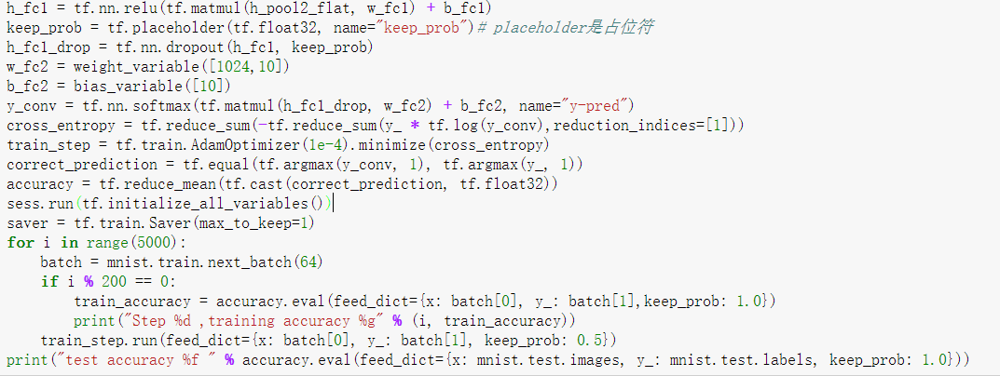 h_fc1 = tf.nn.relu(tf.matmul(h_pool2_flat, w_fc1) + b_fc1)
keep_prob = tf.placeholder(tf.float32, name="keep_prob")# placeholder是占位符
h_fc1_drop = tf.nn.dropout(h_fc1, keep_prob)
w_fc2 = weight_variable([1024,10])
b_fc2 = bias_variable([10])
y_conv = tf.nn.softmax(tf.matmul(h_fc1_drop, w_fc2) + b_fc2, name="y-pred")
cross_entropy = tf.reduce_sum(-tf.reduce_sum(y_ * tf.log(y_conv),reduction_indices=[1]))
train_step = tf.train.AdamOptimizer(1e-4).minimize(cross_entropy)
correct_prediction = tf.equal(tf.argmax(y_conv, 1), tf.argmax(y_, 1))
accuracy = tf.reduce_mean(tf.cast(correct_prediction, tf.float32))
sess.run(tf.initialize_all_variables())
saver = tf.train.Saver(max_to_keep=1)
for i in range(5000):
    batch = mnist.train.next_batch(64)
    if i % 200 == 0:
        train_accuracy = accuracy.eval(feed_dict={x: batch[0], y_: batch[1],keep_prob: 1.0})
        print("Step %d ,training accuracy %g" % (i, train_accuracy))
    train_step.run(feed_dict={x: batch[0], y_: batch[1], keep_prob: 0.5})
print("test accuracy %f " % accuracy.eval(feed_dict={x: mnist.test.images, y_: mnist.test.labels, keep_prob: 1.0}))